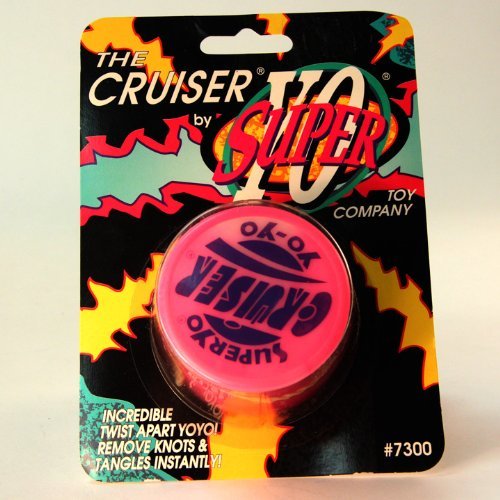 THE
CRUISER®
by
SUPER
YO®
TOY
COMPANY
SUPERYO®
CRUISER
YO-YO
INCREDIBLE
TWIST APART YOYO!
REMOVE KNOTS &
TANGLES INSTANTLY!
#7300